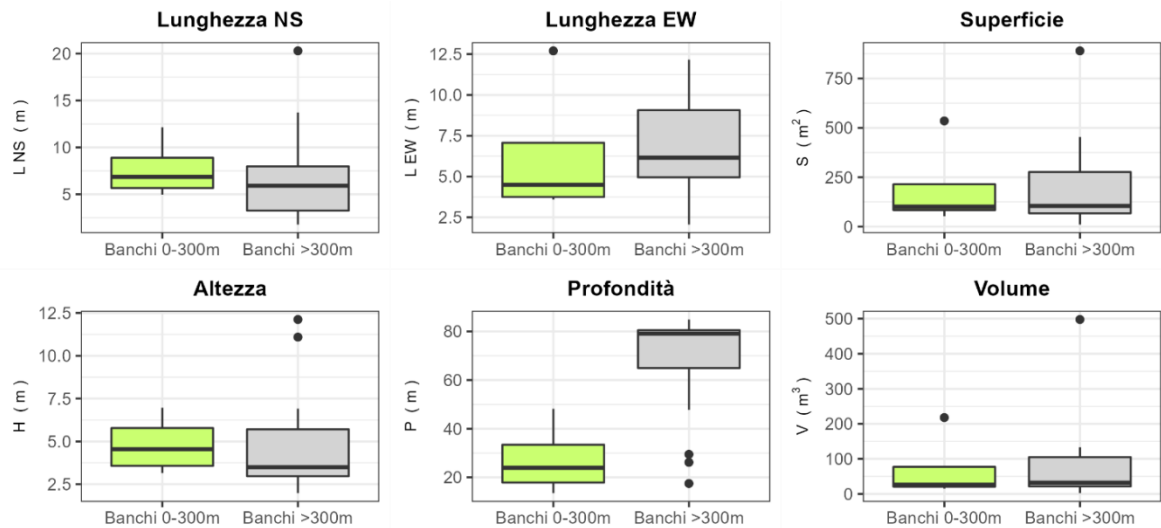 Lunghezza NS
Lunghezza EW
Superficie
L NS ( m )
20
15
10
5
Banchi 0-300m
Banchi >300m
L EW ( m )
12.5
10.0
7.5
5.0
2.5
Banchi 0-300m
Banchi >300m
S ( m² )
750
500
250
0
Banchi 0-300m
Banchi >300m
Altezza
Profondità
Volume
H ( m )
12.5
10.0
7.5
5.0
2.5
Banchi 0-300m
Banchi >300m
P ( m )
80
60
40
20
Banchi 0-300m
Banchi >300m
V ( m³ )
500
400
300
200
100
0
Banchi 0-300m
Banchi >300m